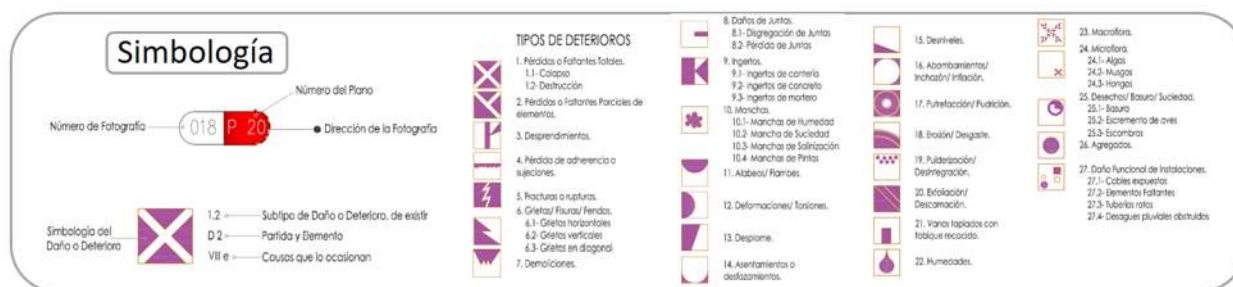 Simbología
Número del Plano
Número de Fotografía
018 P 20
Dirección de la Fotografía
Simbología del
Daño o Deterioro
1.2 Subtipo de Daño o Deterioro, de existir
D 2 Partida y Elemento
VIII e Causas que lo ocasionan
TIPOS DE DETERIOROS
1. Pérdidas o Faltantes Totales.
1.1- Colapso
1.2- Destrucción
2. Pérdidas o Faltantes Parciales de
elementos.
3. Desprendimientos.
4. Pérdida de adherencia o
sujeciones.
5. Fracturas o rupturas.
6. Grietas/ Fisuras/ Fendas.
6.1- Grietas horizontales
6.2- Grietas verticales
6.3- Grietas en diagonal
7. Demoliciones.
8. Daños de Juntas.
8.1- Disgregación de Juntas
8.2- Pérdida de Juntas
9. Ingertos.
9.1- Ingertos de cantería
9.2- Ingertos de concreto
9.3- Ingertos de mortero
10. Manchas.
10.1- Manchas de Humedad
10.2- Mancha de Suciedad
10.3- Manchas de Salinización
10.4- Manchas de Pintas
11. Alabeos/ Flambes.
12. Deformaciones/ Torsiones.
13. Desplome.
14. Asentamientos o
deslazamientos.
15. Desniveles.
16. Abombamientos/
Inchazón/ Inflación.
17. Putrefacción/ Pudrición.
18. Erosión/ Desgaste.
19. Pulderización/
Desintegración.
20. Exfoliación/
Descamación.
21. Vanos tapiados con
tabique recocido.
22. Humedades.
23. Macroflora.
24. Microflora.
24.1- Algas
24.2- Musgos
24.3- Hongos
25. Desechos/ Basura/ Suciedad.
25.1- Basura
25.2- Excremento de aves
25.3- Escombros
26. Agregados.
27. Daño Funcional de Instalaciones.
27.1- Cables expuestos
27.2- Elementos Faltantes
27.3- Tuberías rotas
27.4- Desagues pluviales obstruidos